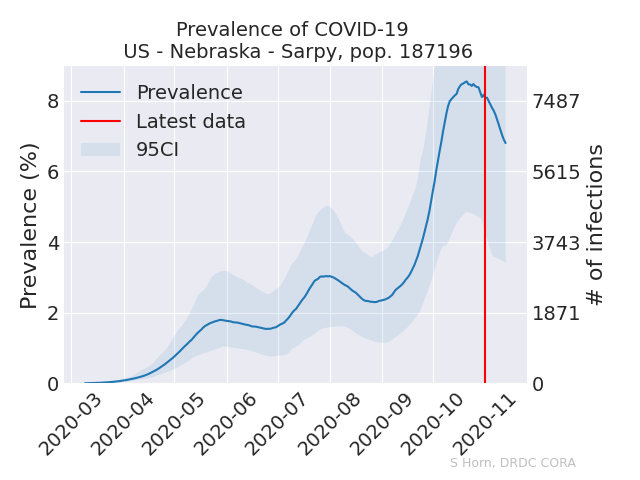 Prevalence of COVID-19
US - Nebraska - Sarpy, pop. 187196
Prevalence
Latest data
95CI
Prevalence (%)
8
6
4
2
0
7487
5615
3743
1871
0
# of infections
2020-03
2020-04
2020-05
2020-06
2020-07
2020-08
2020-09
2020-10
2020-11
S Horn, DRDC CORA